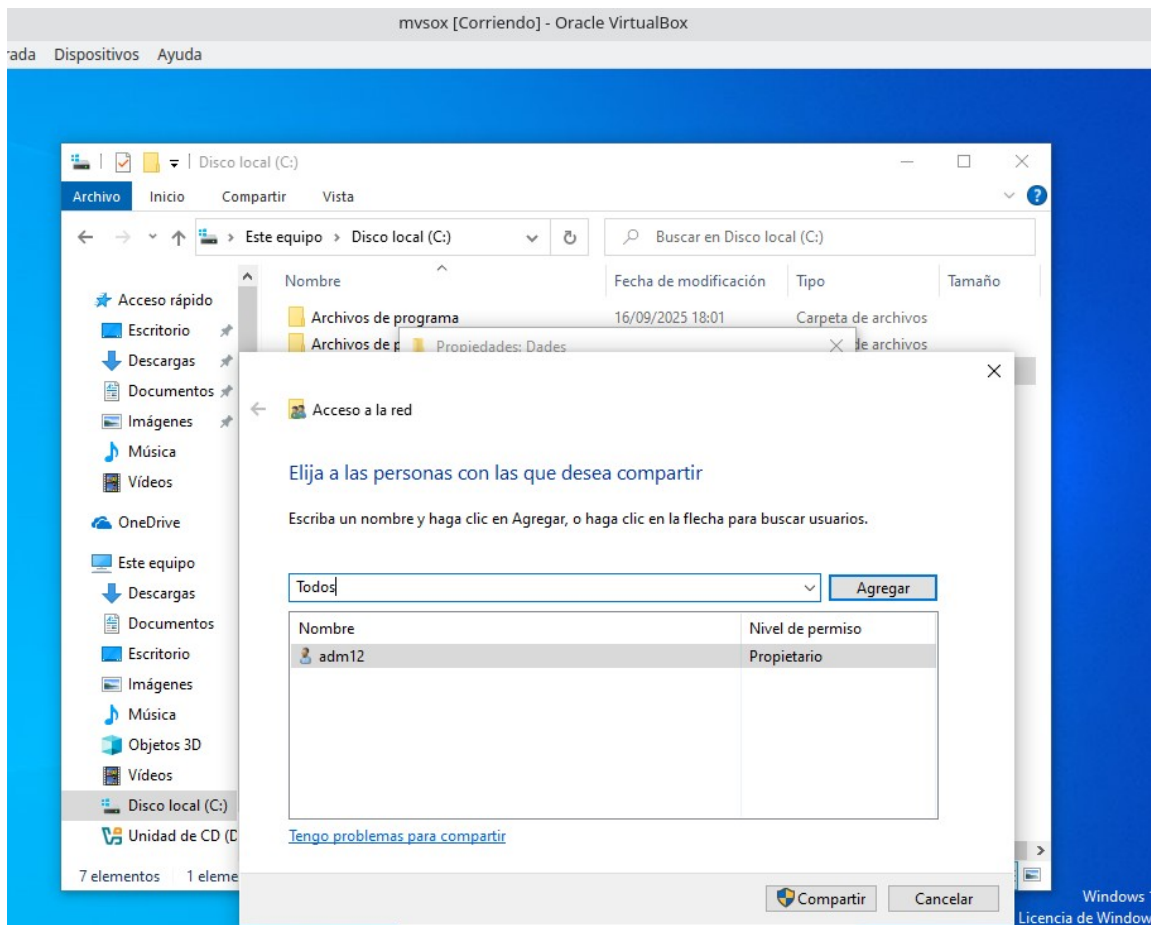 mvsox [Corriendo] - Oracle VirtualBox
Dispositivos Ayuda
Disco local (C:)
Archivo Inicio Compartir Vista
Este equipo > Disco local (C:)
Buscar en Disco local (C:)
Nombre Fecha de modificación Tipo Tamaño
Acceso rápido
Archivos de programa 16/09/2025 18:01 Carpeta de archivos
Escritorio
Archivos de
Propiedades: Dades
de archivos
Descargas
Documentos
Imágenes
Música
Vídeos
OneDrive
Este equipo
Descargas
Documentos
Escritorio
Imágenes
Música
Objetos 3D
Vídeos
Disco local (C:)
Unidad de CD (D
7 elementos 1 eleme
Acceso a la red
Elija a las personas con las que desea compartir
Escriba un nombre y haga clic en Agregar, o haga clic en la flecha para buscar usuarios.
Todos Agregar
Nombre Nivel de permiso
adm12 Propietario
Tengo problemas para compartir
Compartir Cancelar
Windows
Licencia de Window